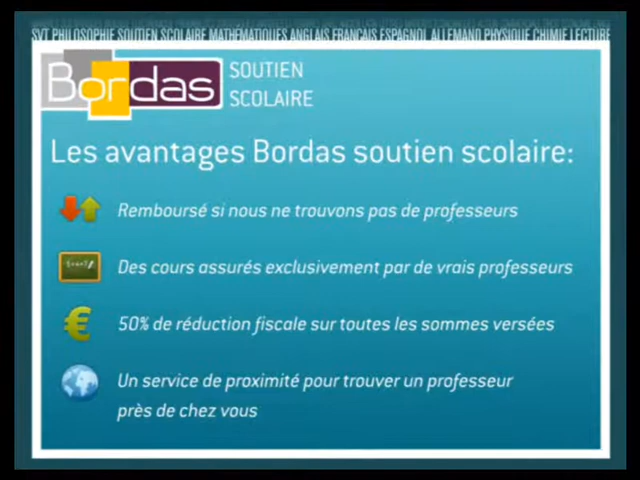 SVT PHILOSOPHIE SOUTIEN SCOLAIRE MATHÉMATIQUES ANGLAIS FRANÇAIS ESPAGNOL ALLEMAND PHYSIQUE CHIMIE LECTURE
Bordas SOUTIEN
SCOLAIRE
Les avantages Bordas soutien scolaire:
Remboursé si nous ne trouvons pas de professeurs
Des cours assurés exclusivement par de vrais professeurs
50% de réduction fiscale sur toutes les sommes versées
Un service de proximité pour trouver un professeur
près de chez vous